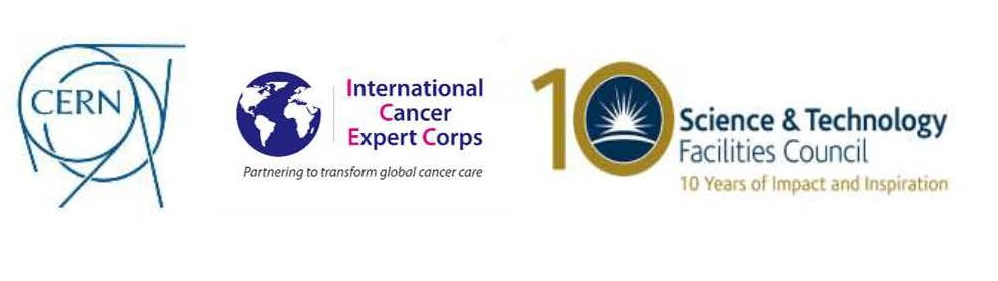 CERN
International
Cancer
Expert Corps
Partnering to transform global cancer care
10
Science & Technology
Facilities Council
10 Years of Impact and Inspiration